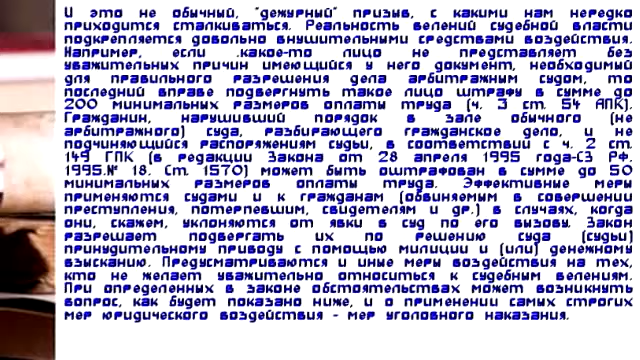 И это не обычный, "дежурный" призыв, с какими нам нередко
приходится сталкиваться. Реальность велений судебной власти
подкрепляется довольно внушительными средствами воздействия.
Например, если .какое-то лицо не представляет без
уважительных причин имеющийся у него документ, необходимый
для правильного разрешения дела арбитражным судом, то
последний вправе подвергнуть такое лицо штрафу в сумме до
200 минимальных размеров оплаты труда (ч. 3 ст. 54 АПК).
Гражданин, нарушивший порядок в зале обычного (не
арбитражного) суда, разбирающего гражданское дело, и не
подчиняющийся распоряжениям судьи, в соответствии с ч. 2 ст.
149 ГПК (в редакции Закона от 28 апреля 1995 года-СЗ РФ.
1995.№ 18. Ст. 1570) может быть оштрафован в сумме до 50
минимальных размеров оплаты труда. Эффективные меры
применяются судами и к гражданам (обвиняемым в совершении
преступления, потерпевшим, свидетелям и др.) в случаях, когда
они, скажем, уклоняются от явки в суд по его вызову. Закон
разрешает подвергать их по решению суда (судьи)
принудительному приводу с помощью милиции и (или) денежному
взысканию. Предусматриваются и иные меры воздействия на тех,
кто не желает уважительно относиться к судебным велениям.
При определенных в законе обстоятельствах может возникнуть
вопрос, как будет показано ниже, и о применении самых строгих
мер юридического воздействия - мер уголовного наказания.